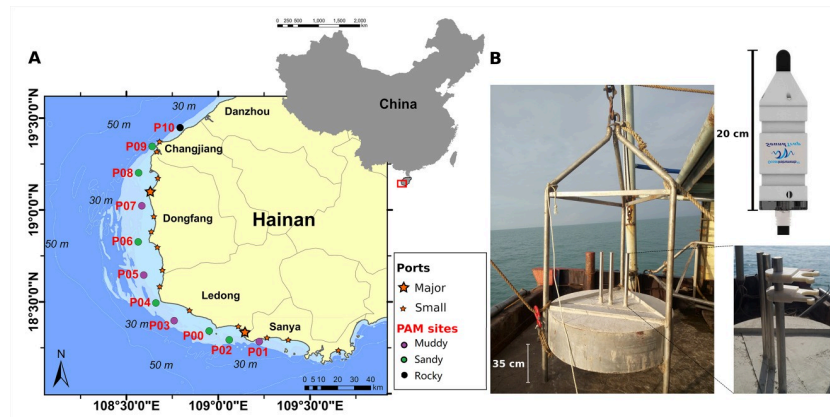 0 250 500 1,000 1,500 2,000
km
A
B
China
20 cm
SoundTrap
30 m
Danzhou
50 m
P10
19°30'0"N
P09
Changjiang
P08
30 m
P07
19°0'0"N
Dongfang
Hainan
50 m
P06
P05
Ports
Major
Small
PAM sites
Muddy
Sandy
Rocky
Ledong
P04
18°30'0"N
30 m
P03
P00
Sanya
P02
P01
50 m
30 m
N
0 5 10 20 30 40
km
108°30'0"E
109°0'0"E
109°30'0"E
35 cm